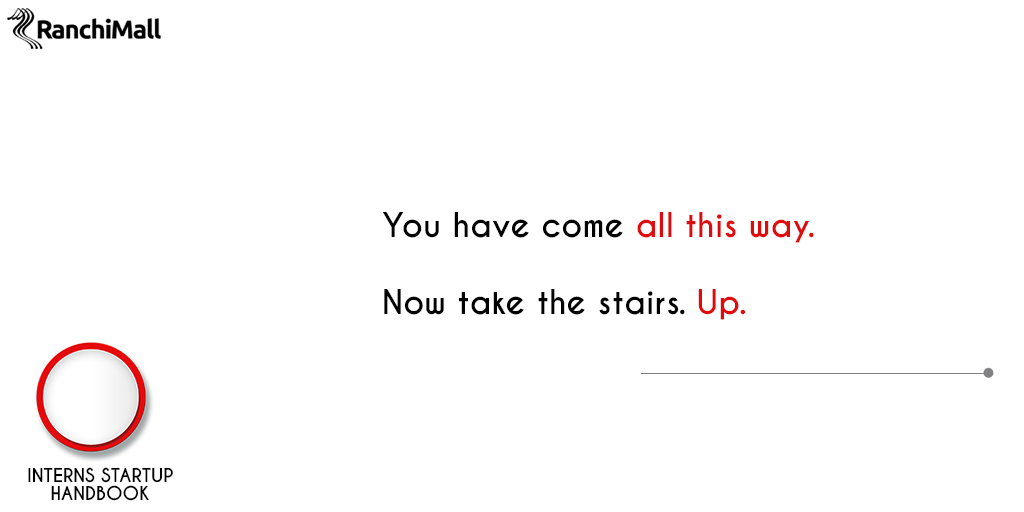 RanchiMall
You have come all this way.
Now take the stairs. Up.
INTERNS STARTUP
HANDBOOK